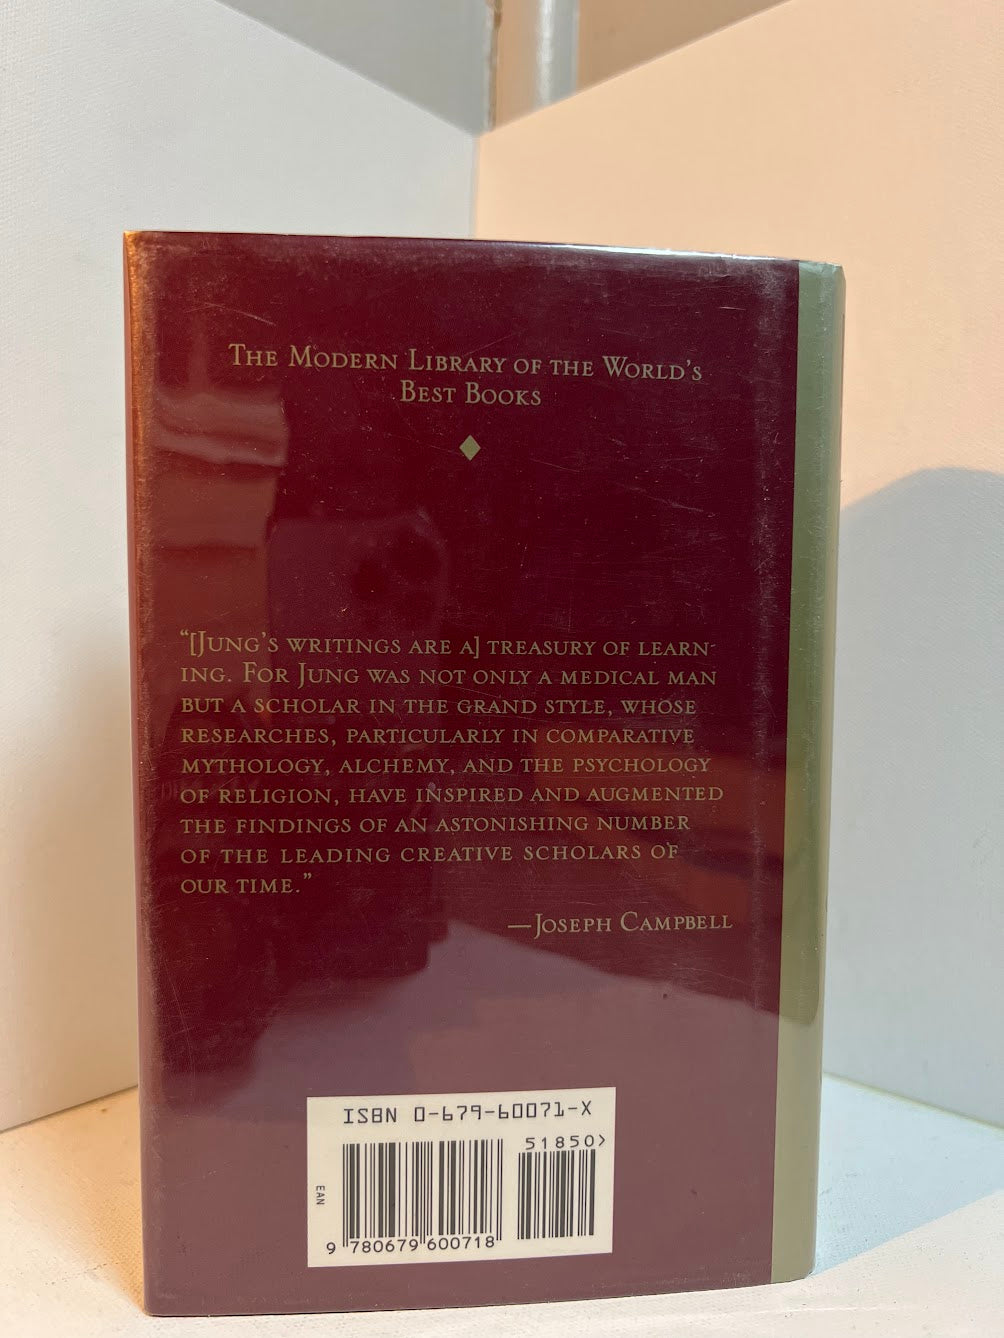 The Modern Library of the World's
Best Books
"[Jung's writings are a] treasury of learn-
ing. For Jung was not only a medical man
but a scholar in the grand style, whose
researches, particularly in comparative
mythology, alchemy, and the psychology
of religion, have inspired and augmented
the findings of an astonishing number
of the leading creative scholars of
our time."
—Joseph Campbell
ISBN 0-679-60071-X
51850>
EAN
9 780679 600718